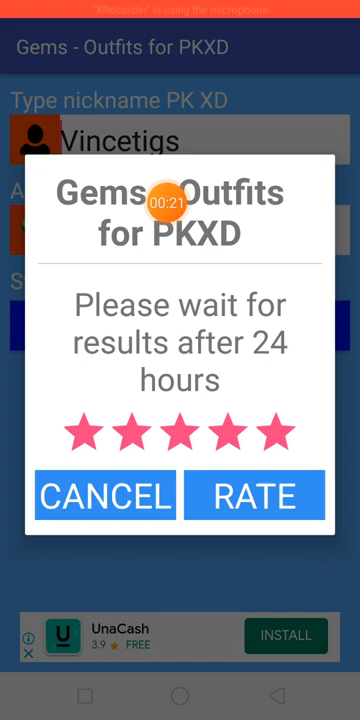 "XRecorder" is using the microphone
Gems - Outfits for PKXD
Type nickname PK XD
Vincetigs
A
Gems Outfits
00:21
for PKXD
S
Please wait for
results after 24
hours
CANCEL
RATE
UnaCash
3.9 ★ FREE
INSTALL